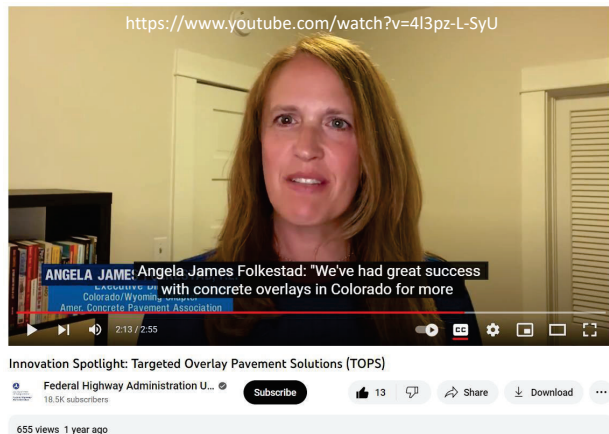 https://www.youtube.com/watch?v=4l3pz-L-SyU
ANGELA JAMES
Angela James Folkestad: "We've had great success
with concrete overlays in Colorado for more
Executive
Colorado/Wyoming Chapter
Amer. Concrete Pavement Association
2:13 / 2:55
CC
Innovation Spotlight: Targeted Overlay Pavement Solutions (TOPS)
Federal Highway Administration U...
18.5K subscribers
Subscribe
13
Share
Download
655 views 1 year ago